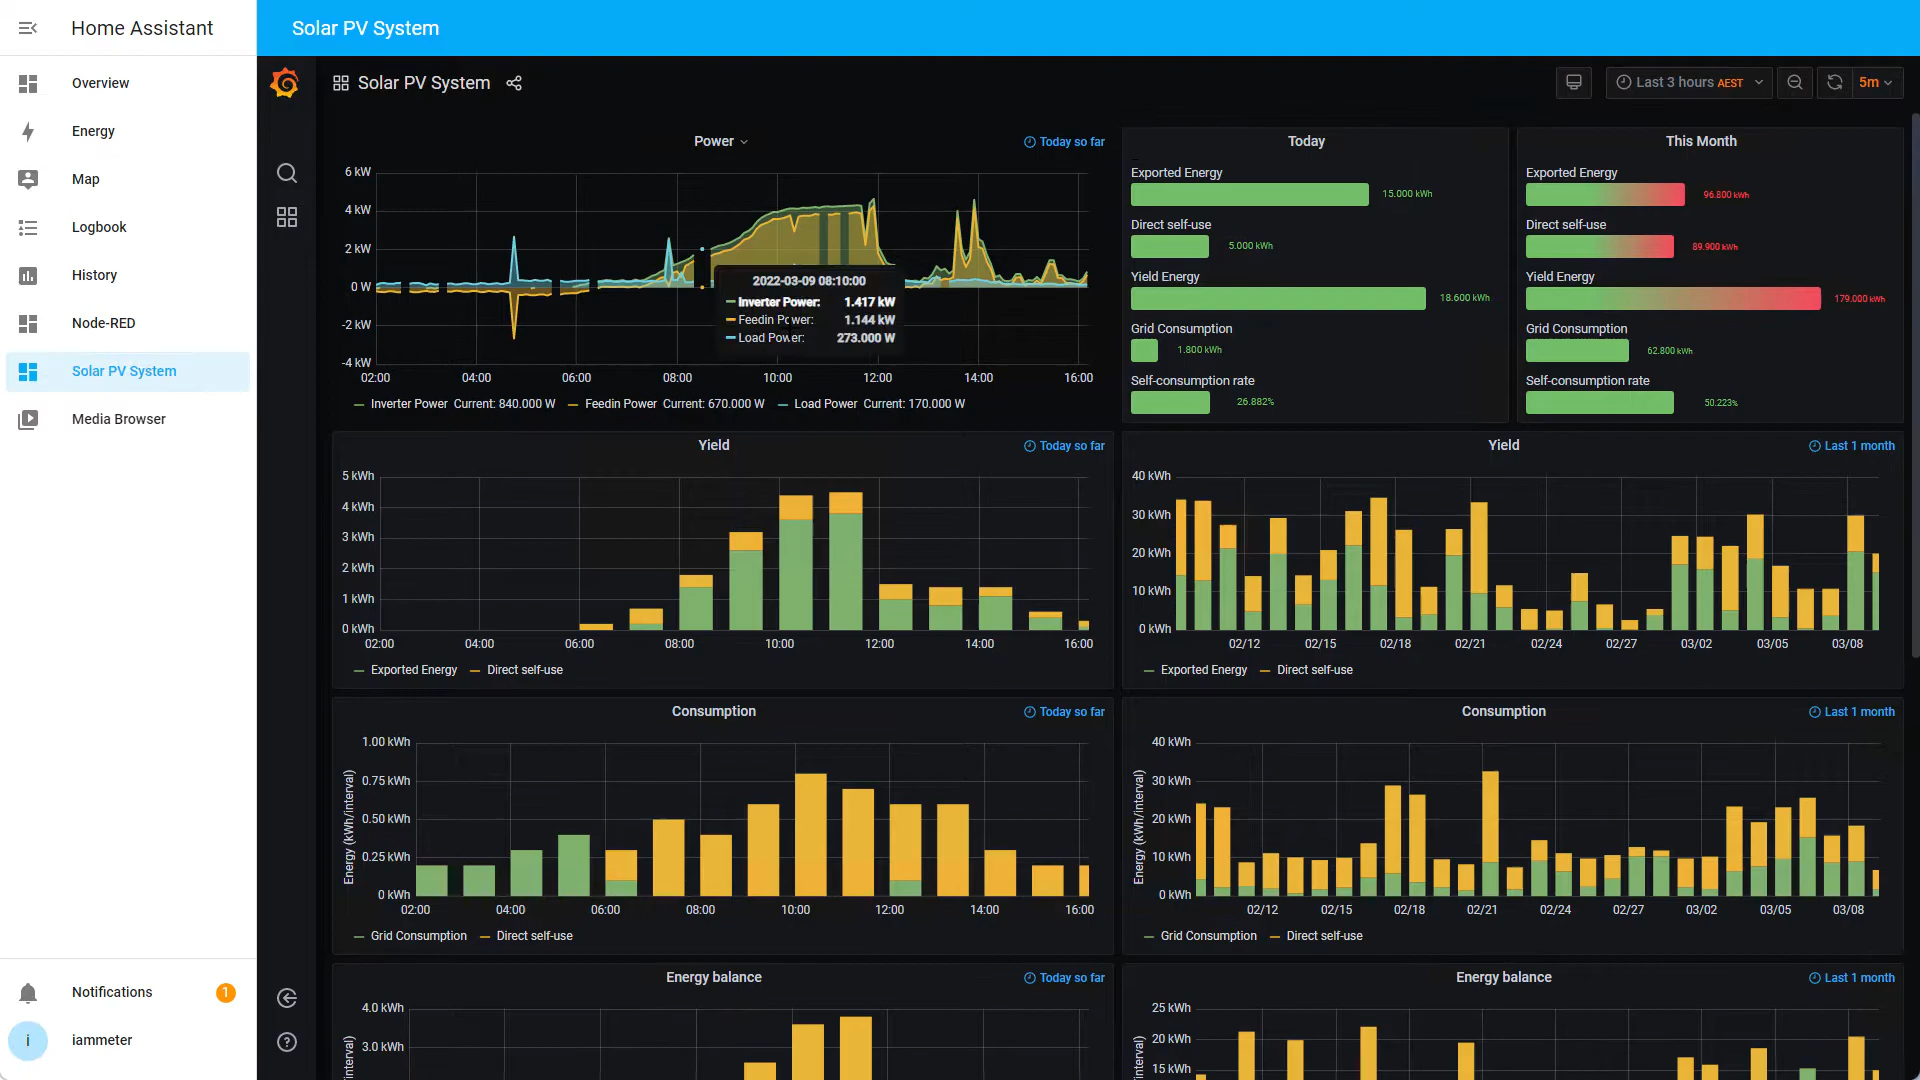 Home Assistant
Solar PV System
Overview
Energy
Map
Logbook
History
Node-RED
Solar PV System
Media Browser
Notifications
1
i
iammeter
Solar PV System
Last 3 hours AEST
5m
Power
Today so far
6 kW
4 kW
2 kW
0 W
-2 kW
-4 kW
02:00 04:00 06:00 08:00 10:00 12:00 14:00 16:00
2022-03-09 08:10:00
Inverter Power: 1.417 kW
Feedin Power: 1.144 kW
Load Power: 273.000 W
Inverter Power Current: 840.000 W Feedin Power Current: 670.000 W Load Power Current: 170.000 W
Today
Exported Energy
15.000 kWh
Direct self-use
5.000 kWh
Yield Energy
18.600 kWh
Grid Consumption
1.800 kWh
Self-consumption rate
26.882%
This Month
Exported Energy
96.800 kWh
Direct self-use
89.900 kWh
Yield Energy
179.000 kWh
Grid Consumption
62.800 kWh
Self-consumption rate
50.223%
Yield
Today so far
5 kWh
4 kWh
3 kWh
2 kWh
1 kWh
0 kWh
02:00 04:00 06:00 08:00 10:00 12:00 14:00 16:00
Exported Energy Direct self-use
Yield
Last 1 month
40 kWh
30 kWh
20 kWh
10 kWh
0 kWh
02/12 02/15 02/18 02/21 02/24 02/27 03/02 03/05 03/08
Exported Energy Direct self-use
Consumption
Today so far
Energy (kWh/interval)
1.00 kWh
0.75 kWh
0.50 kWh
0.25 kWh
0 kWh
02:00 04:00 06:00 08:00 10:00 12:00 14:00 16:00
Grid Consumption Direct self-use
Consumption
Last 1 month
Energy (kWh/interval)
40 kWh
30 kWh
20 kWh
10 kWh
0 kWh
02/12 02/15 02/18 02/21 02/24 02/27 03/02 03/05 03/08
Grid Consumption Direct self-use
Energy balance
Today so far
interval)
4.0 kWh
3.0 kWh
Energy balance
Last 1 month
interval)
25 kWh
20 kWh
15 kWh